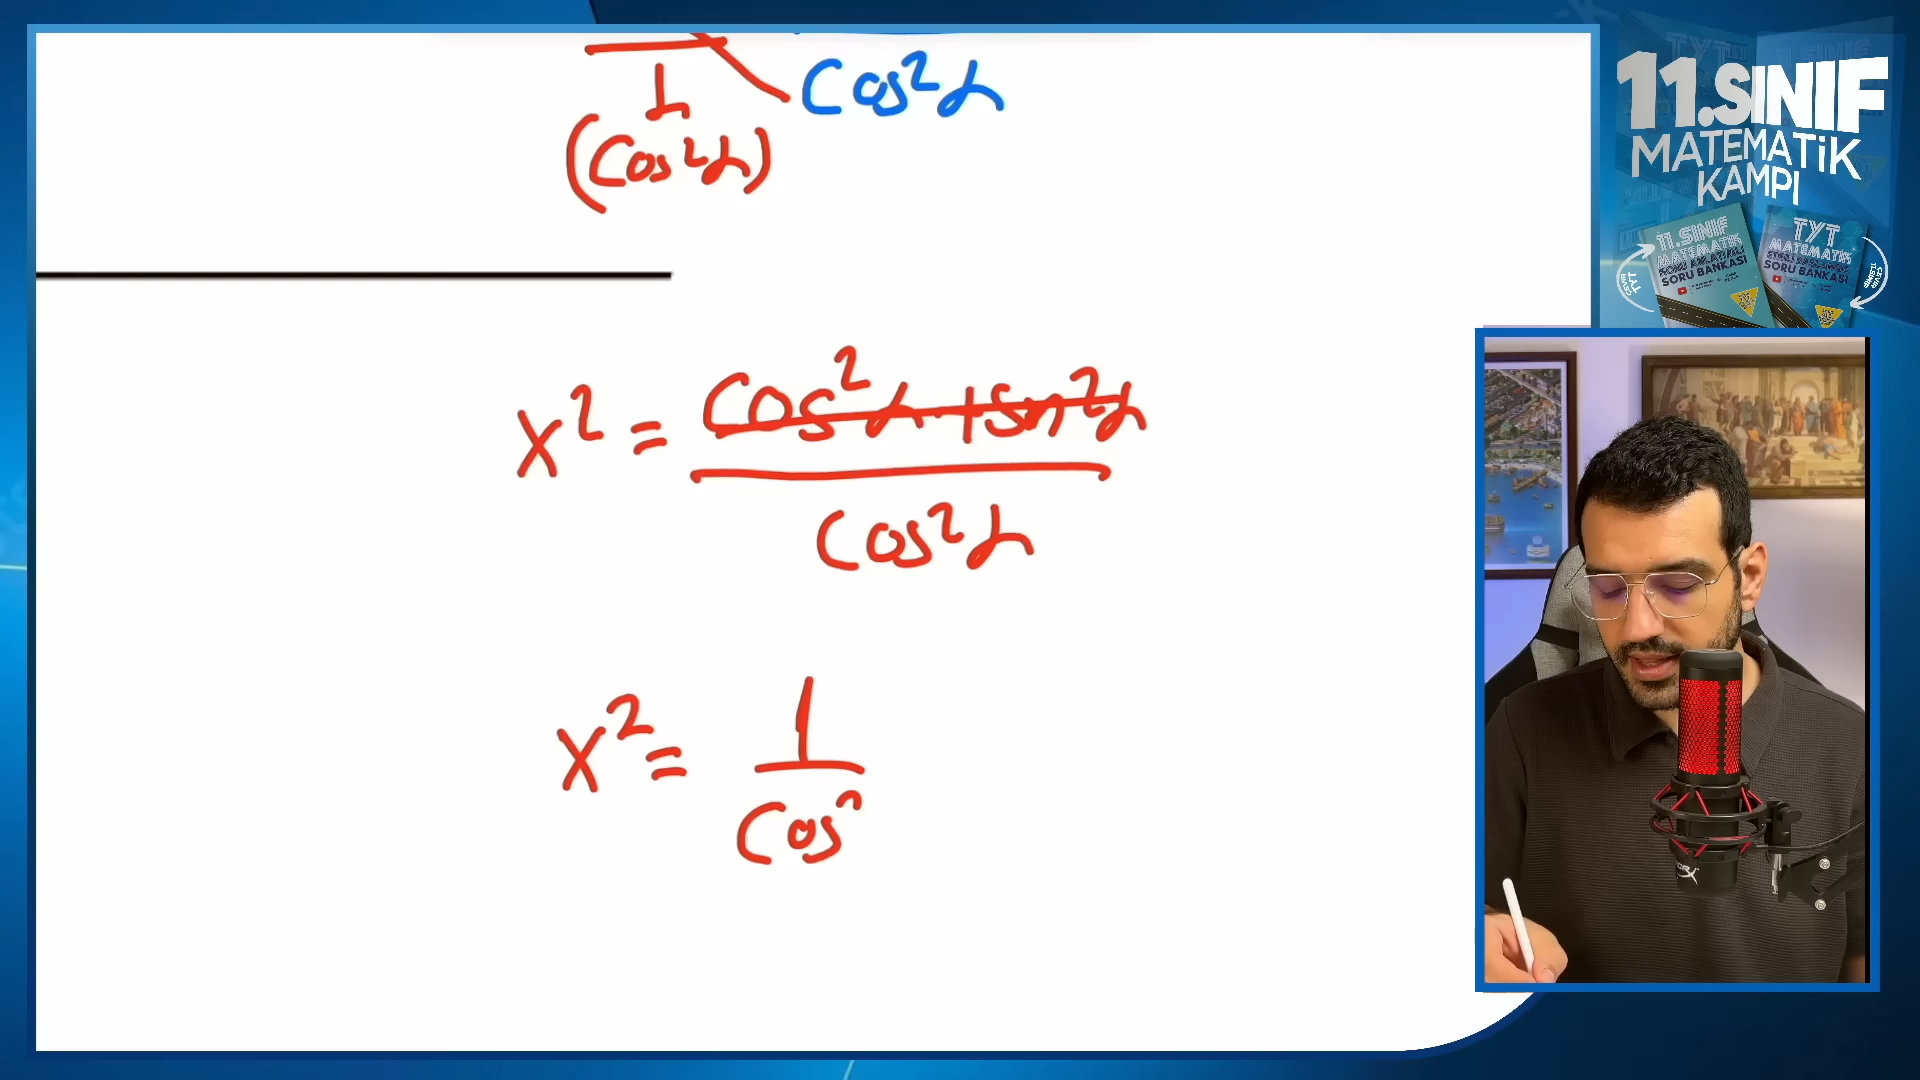 1 cos²α
(cos²α)
x² = cos²α + sin²α / cos²α
x² = 1 / cos²
11.SINIF
MATEMATİK
KAMPI
11.SINIF
MATEMATİK
SORU BANKASI
TYT
MATEMATİK
SORU BANKASI